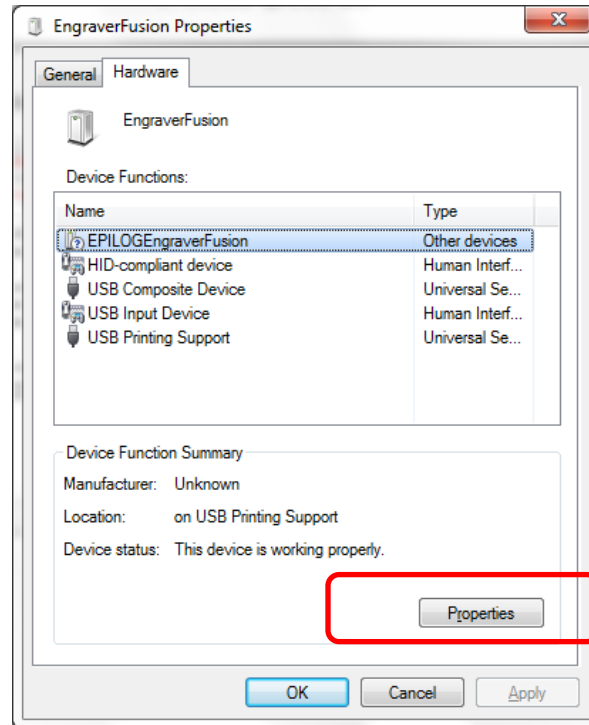 EngraverFusion Properties
General Hardware
EngraverFusion
Device Functions:
Name Type
EPILOGEngraverFusion Other devices
HID-compliant device Human Interf...
USB Composite Device Universal Se...
USB Input Device Human Interf...
USB Printing Support Universal Se...
Device Function Summary
Manufacturer: Unknown
Location: on USB Printing Support
Device status: This device is working properly.
Properties
OK Cancel Apply